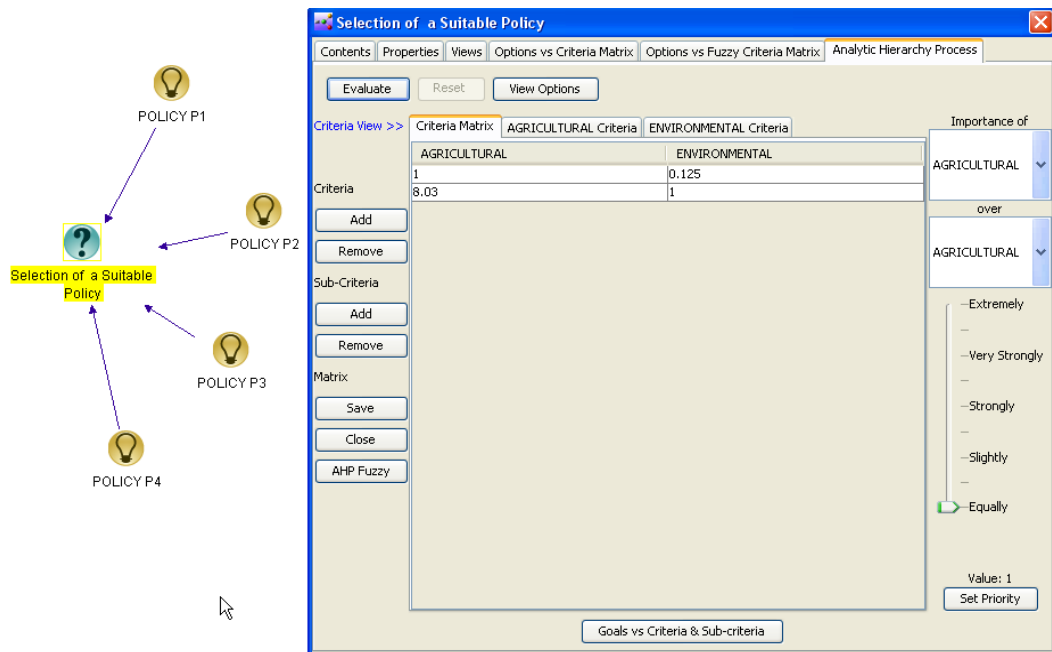 POLICY P1
POLICY P2
Selection of a Suitable
Policy
POLICY P3
POLICY P4
Selection of a Suitable Policy
Contents Properties Views Options vs Criteria Matrix Options vs Fuzzy Criteria Matrix Analytic Hierarchy Process
Evaluate Reset View Options
Criteria View >> Criteria Matrix AGRICULTURAL Criteria ENVIRONMENTAL Criteria
AGRICULTURAL ENVIRONMENTAL
1 0.125
8.03 1
Criteria
Add
Remove
Sub-Criteria
Add
Remove
Matrix
Save
Close
AHP Fuzzy
Importance of
AGRICULTURAL
over
AGRICULTURAL
Extremely
Very Strongly
Strongly
Slightly
Equally
Value: 1
Set Priority
Goals vs Criteria & Sub-criteria